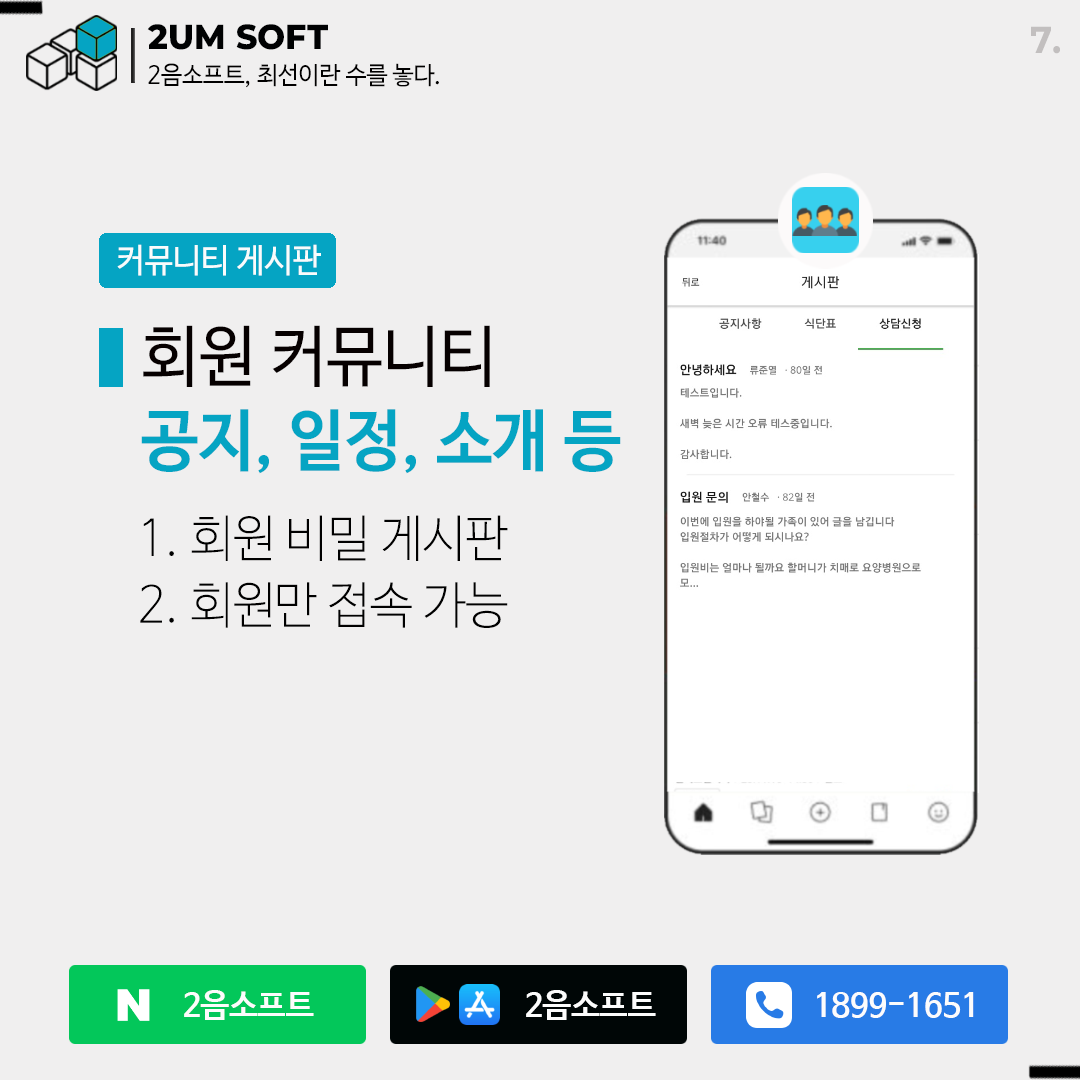 2UM SOFT
2음소프트, 최선이란 수를 놓다.
7.
커뮤니티 게시판
회원 커뮤니티
공지, 일정, 소개 등
1. 회원 비밀 게시판
2. 회원만 접속 가능
11:40
뒤로
게시판
공지사항
식단표
상담신청
안녕하세요 류준열 · 80일 전
테스트입니다.
새벽 늦은 시간 오류 테스중입니다.
감사합니다.
입원 문의 안철수 · 82일 전
이번에 입원을 하야될 가족이 있어 글을 남깁니다
입원절차가 어떻게 되시나요?
입원비는 얼마나 될까요 할머니가 치매로 요양병원으로
모...
N 2음소프트
2음소프트
1899-1651